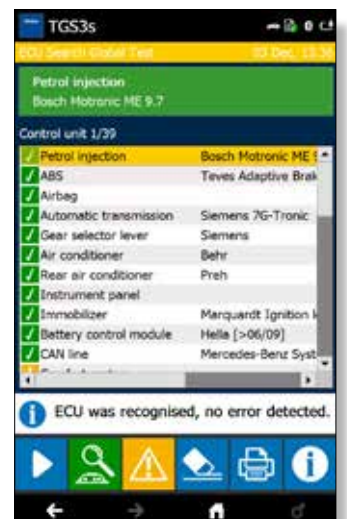 TGS3s
0
ECU Search Global Test 03 Dec, 13:36
Petrol injection
Bosch Motronic ME 9.7
Control unit 1/39
Petrol injection Bosch Motronic ME 9
ABS Teves Adaptive Brak
Airbag
Automatic transmission Siemens 7G-Tronic
Gear selector lever Siemens
Air conditioner Behr
Rear air conditioner Preh
Instrument panel
Immobilizer Marquardt Ignition k
Battery control module Hella [>06/09]
CAN line Mercedes-Benz Syst
ECU was recognised, no error detected.